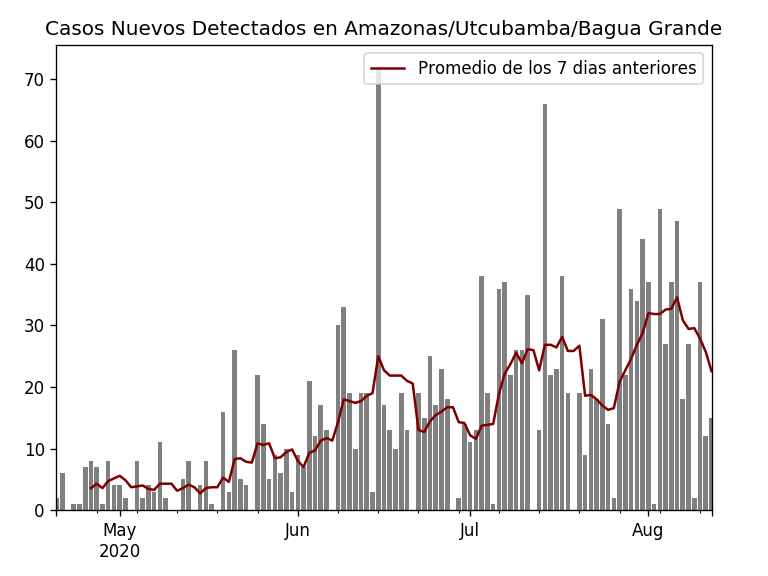 Casos Nuevos Detectados en Amazonas/Utcubamba/Bagua Grande
Promedio de los 7 dias anteriores
70
60
50
40
30
20
10
0
May
2020
Jun
Jul
Aug